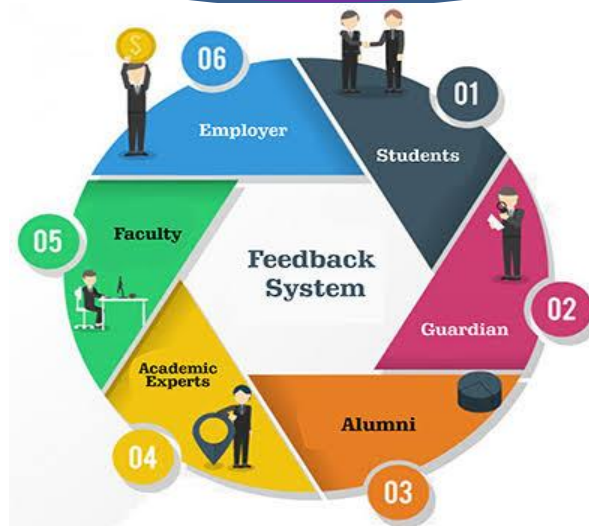 06
Employer
01
Students
05
Faculty
Feedback
System
02
Guardian
Academic
Experts
04
Alumni
03
$